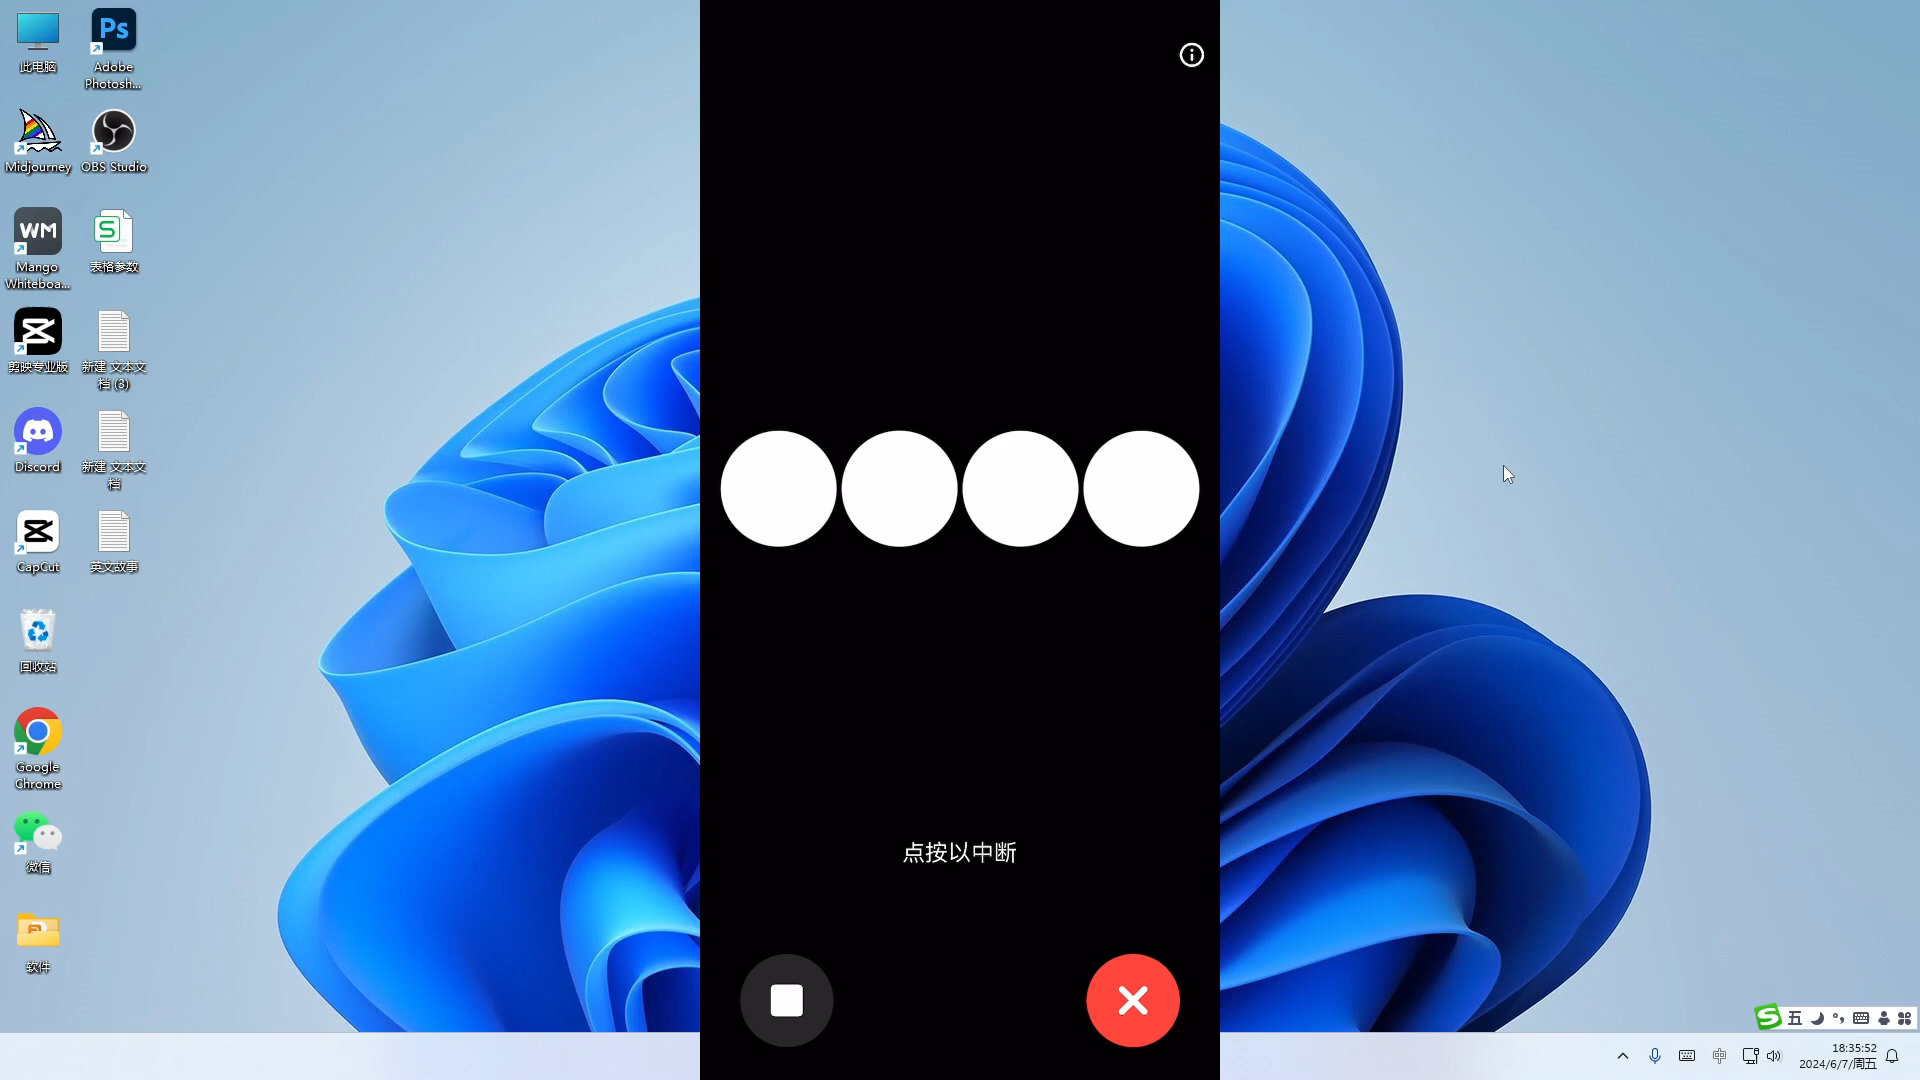 此电脑
Ps
Adobe
Photosh...
Midjourney
OBS Studio
WM
Mango
Whiteboa...
S
表格参数
剪映专业版
新建 文本文
档 (3)
Discord
新建 文本文
档
CapCut
英文故事
回收站
Google
Chrome
微信
软件
点按以中断
S
五
中
18:35:52
2024/6/7/周五